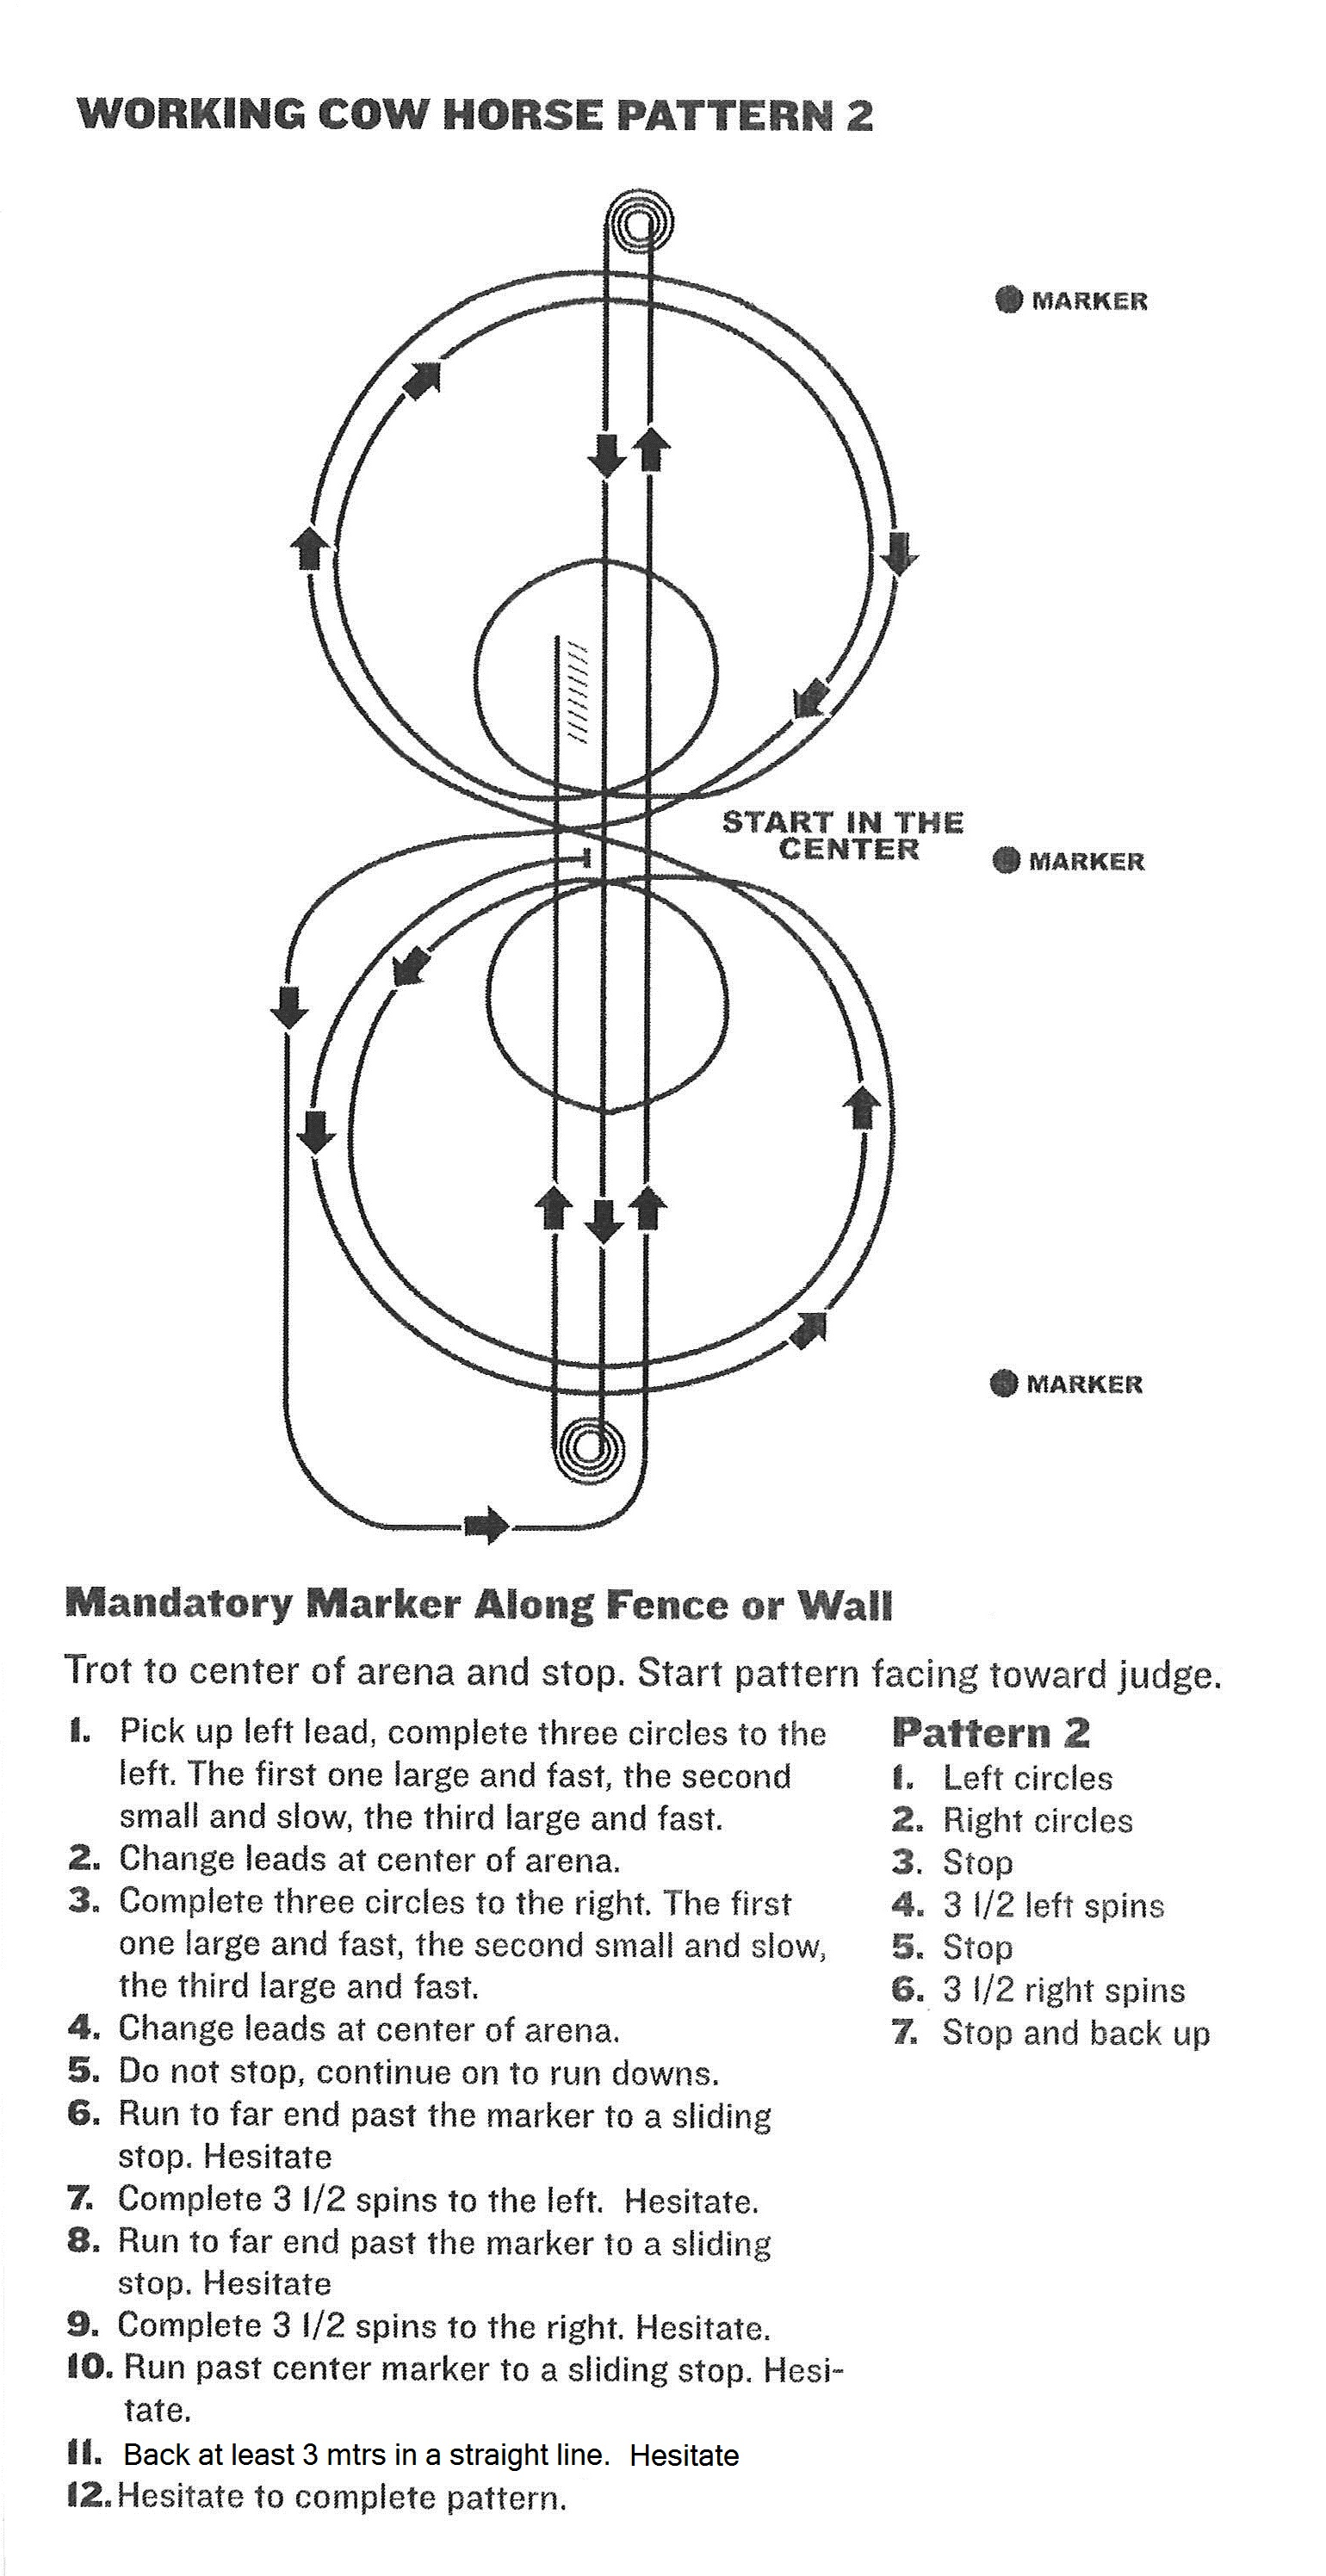 WORKING COW HORSE PATTERN 2
MARKER
START IN THE
CENTER
MARKER
MARKER
Mandatory Marker Along Fence or Wall
Trot to center of arena and stop. Start pattern facing toward judge.
1. Pick up left lead, complete three circles to the
left. The first one large and fast, the second
small and slow, the third large and fast.
2. Change leads at center of arena.
3. Complete three circles to the right. The first
one large and fast, the second small and slow,
the third large and fast.
4. Change leads at center of arena.
5. Do not stop, continue on to run downs.
6. Run to far end past the marker to a sliding
stop. Hesitate
7. Complete 3 1/2 spins to the left. Hesitate.
8. Run to far end past the marker to a sliding
stop. Hesitate
9. Complete 3 1/2 spins to the right. Hesitate.
10. Run past center marker to a sliding stop. Hesi-
tate.
11. Back at least 3 mtrs in a straight line. Hesitate
12. Hesitate to complete pattern.
Pattern 2
1. Left circles
2. Right circles
3. Stop
4. 3 1/2 left spins
5. Stop
6. 3 1/2 right spins
7. Stop and back up